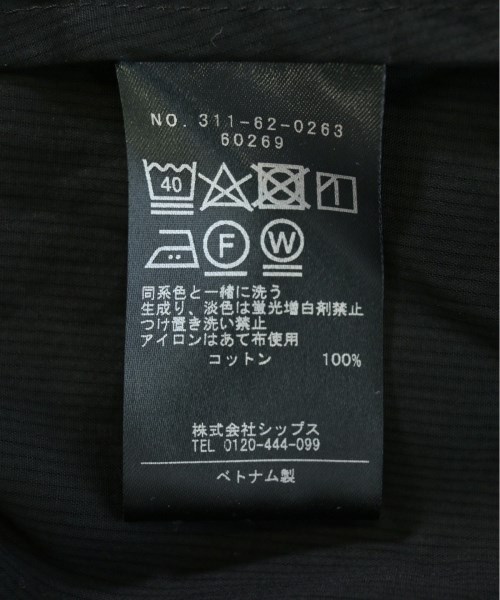 NO. 311-62-0263
60269
40
F W
同系色と一緒に洗う
生成り、淡色は蛍光増白剤禁止
つけ置き洗い禁止
アイロンはあて布使用
コットン 100%
株式会社シップス
TEL 0120-444-099
ベトナム製